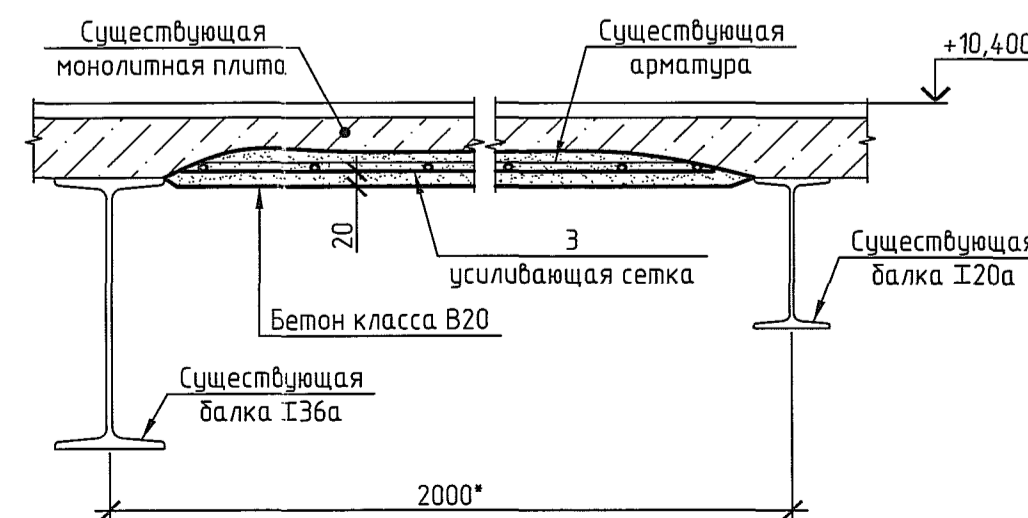 Существующая
монолитная плита
Существующая
арматура
+10,400
20
3
усиливающая сетка
Существующая
балка I20а
Бетон класса В20
Существующая
балка I36а
2000*